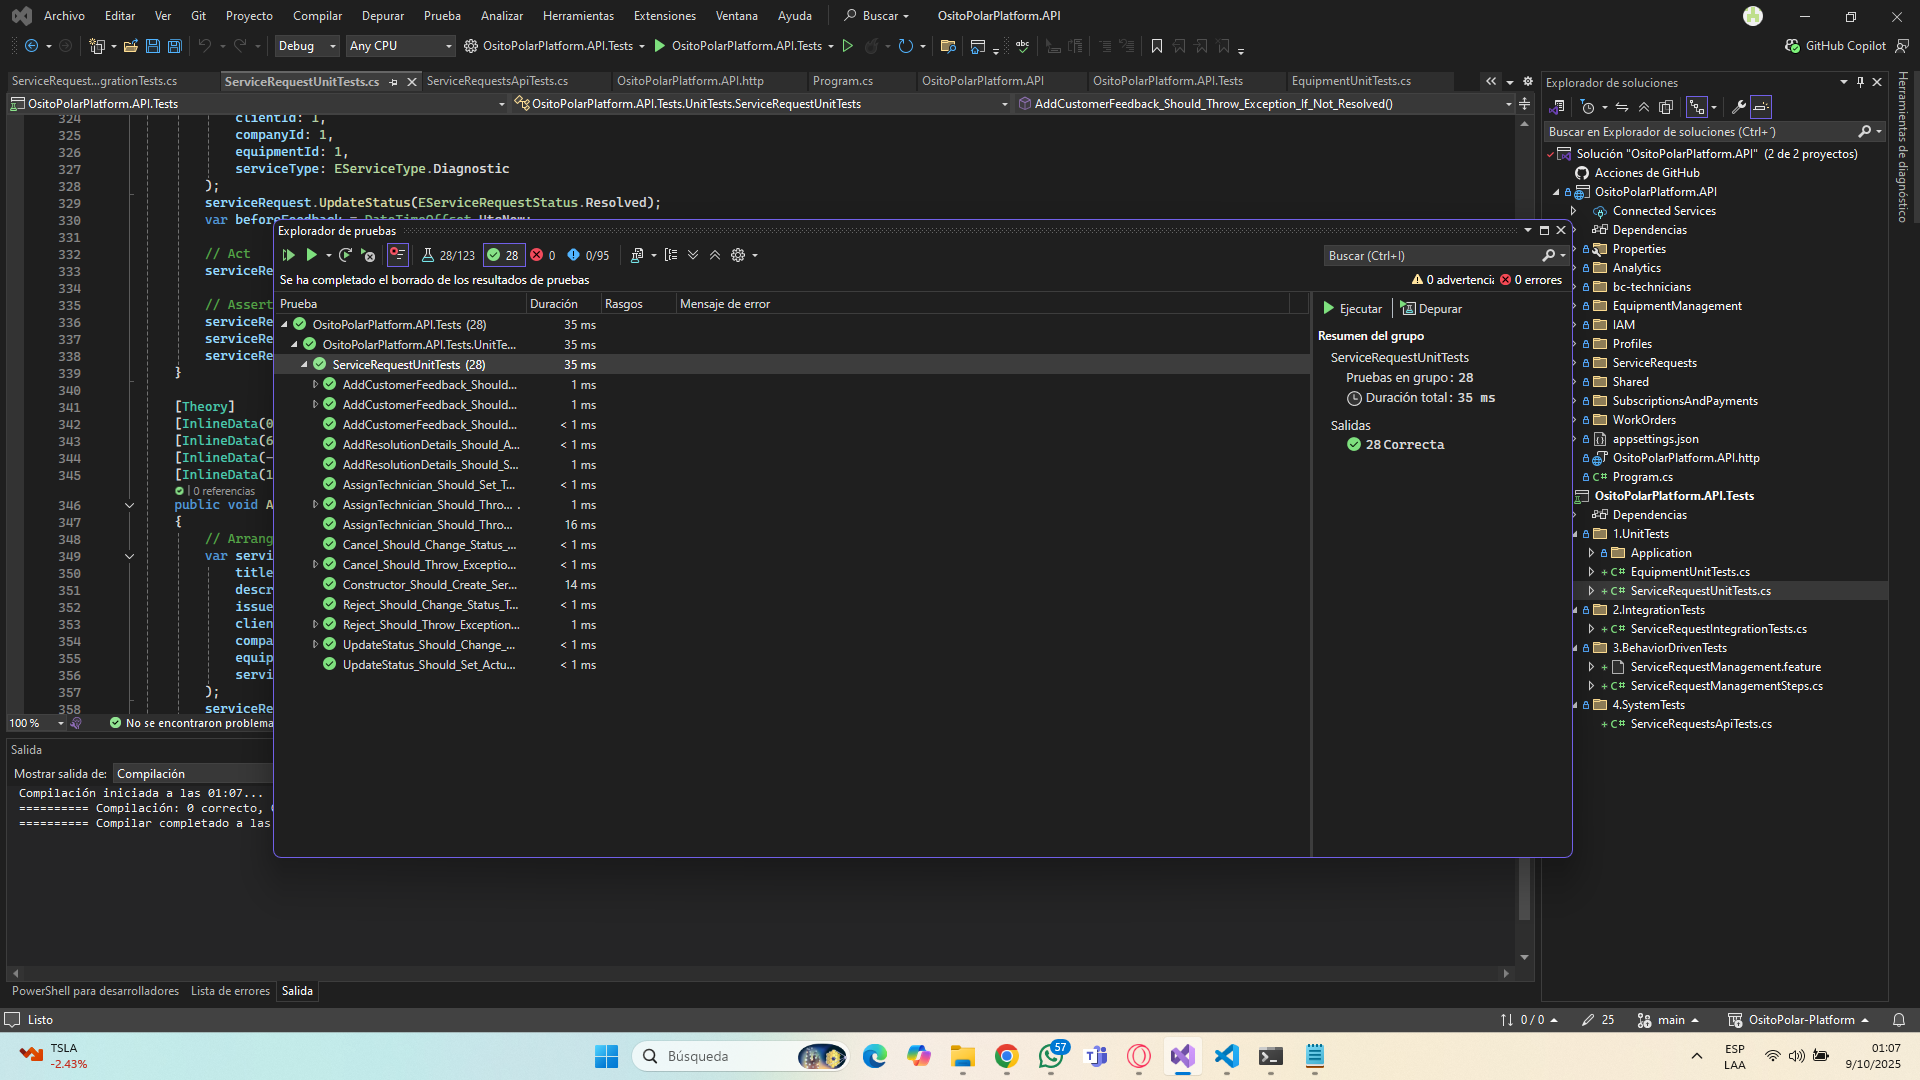 Archivo Editar Ver Git Proyecto Compilar Depurar Prueba Analizar Herramientas Extensiones Ventana Ayuda Buscar OsitoPolarPlatform.API
Debug Any CPU OsitoPolarPlatform.API.Tests OsitoPolarPlatform.API.Tests GitHub Copilot
ServiceRequest...grationTests.cs ServiceRequestUnitTests.cs ServiceRequestsApiTests.cs OsitoPolarPlatform.API.http Program.cs OsitoPolarPlatform.API OsitoPolarPlatform.API.Tests EquipmentUnitTests.cs
OsitoPolarPlatform.API.Tests OsitoPolarPlatform.API.Tests.UnitTests.ServiceRequestUnitTests AddCustomerFeedback_Should_Throw_Exception_If_Not_Resolved()
324 clientId: 1,
325 companyId: 1,
326 equipmentId: 1,
327 serviceType: EServiceType.Diagnostic
328 );
329 serviceRequest.UpdateStatus(EServiceRequestStatus.Resolved);
330 var beforeFeedback = DateTimeOffset.UtcNow;
331
332 // Act
333 serviceRe
334
335 // Assert
336 serviceRe
337 serviceRe
338 serviceRe
339 }
340
341 [Theory]
342 [InlineData(0
343 [InlineData(6
344 [InlineData(-
345 [InlineData(1
| 0 referencias
346 public void A
347 {
348 // Arrang
349 var servi
350 title
351 descr
352 issue
353 clien
354 compa
355 equip
356 servi
357 );
358 serviceRe
100 % No se encontraron problema
Explorador de pruebas
28/123 28 0 0/95 Buscar (Ctrl+I)
Se ha completado el borrado de los resultados de pruebas 0 advertencia 0 errores
Prueba Duración Rasgos Mensaje de error
OsitoPolarPlatform.API.Tests (28) 35 ms
OsitoPolarPlatform.API.Tests.UnitTe... 35 ms
ServiceRequestUnitTests (28) 35 ms
AddCustomerFeedback_Should... 1 ms
AddCustomerFeedback_Should... 1 ms
AddCustomerFeedback_Should... < 1 ms
AddResolutionDetails_Should_A... < 1 ms
AddResolutionDetails_Should_S... 1 ms
AssignTechnician_Should_Set_T... < 1 ms
AssignTechnician_Should_Thro... . 1 ms
AssignTechnician_Should_Thro... 16 ms
Cancel_Should_Change_Status_... < 1 ms
Cancel_Should_Throw_Exceptio... < 1 ms
Constructor_Should_Create_Ser... 14 ms
Reject_Should_Change_Status_T... < 1 ms
Reject_Should_Throw_Exception... 1 ms
UpdateStatus_Should_Change_... < 1 ms
UpdateStatus_Should_Set_Actu... < 1 ms
Ejecutar Depurar
Resumen del grupo
ServiceRequestUnitTests
Pruebas en grupo: 28
Duración total: 35 ms
Salidas
28 Correcta
Salida
Mostrar salida de: Compilación
Compilación iniciada a las 01:07...
========== Compilación: 0 correcto,
========== Compilar completado a las
PowerShell para desarrolladores Lista de errores Salida
Explorador de soluciones
Buscar en Explorador de soluciones (Ctrl+´)
Solución "OsitoPolarPlatform.API" (2 de 2 proyectos)
Acciones de GitHub
OsitoPolarPlatform.API
Connected Services
Dependencias
Properties
Analytics
bc-technicians
EquipmentManagement
IAM
Profiles
ServiceRequests
Shared
SubscriptionsAndPayments
WorkOrders
appsettings.json
OsitoPolarPlatform.API.http
C# Program.cs
OsitoPolarPlatform.API.Tests
Dependencias
1.UnitTests
Application
+ C# EquipmentUnitTests.cs
+ C# ServiceRequestUnitTests.cs
2.IntegrationTests
+ C# ServiceRequestIntegrationTests.cs
3.BehaviorDrivenTests
+ ServiceRequestManagement.feature
+ C# ServiceRequestManagementSteps.cs
4.SystemTests
+ C# ServiceRequestsApiTests.cs
Herramientas de diagnóstico
Listo 0 / 0 25 main OsitoPolar-Platform
TSLA
-2.43%
Búsqueda
57
ESP
LAA
01:07
9/10/2025